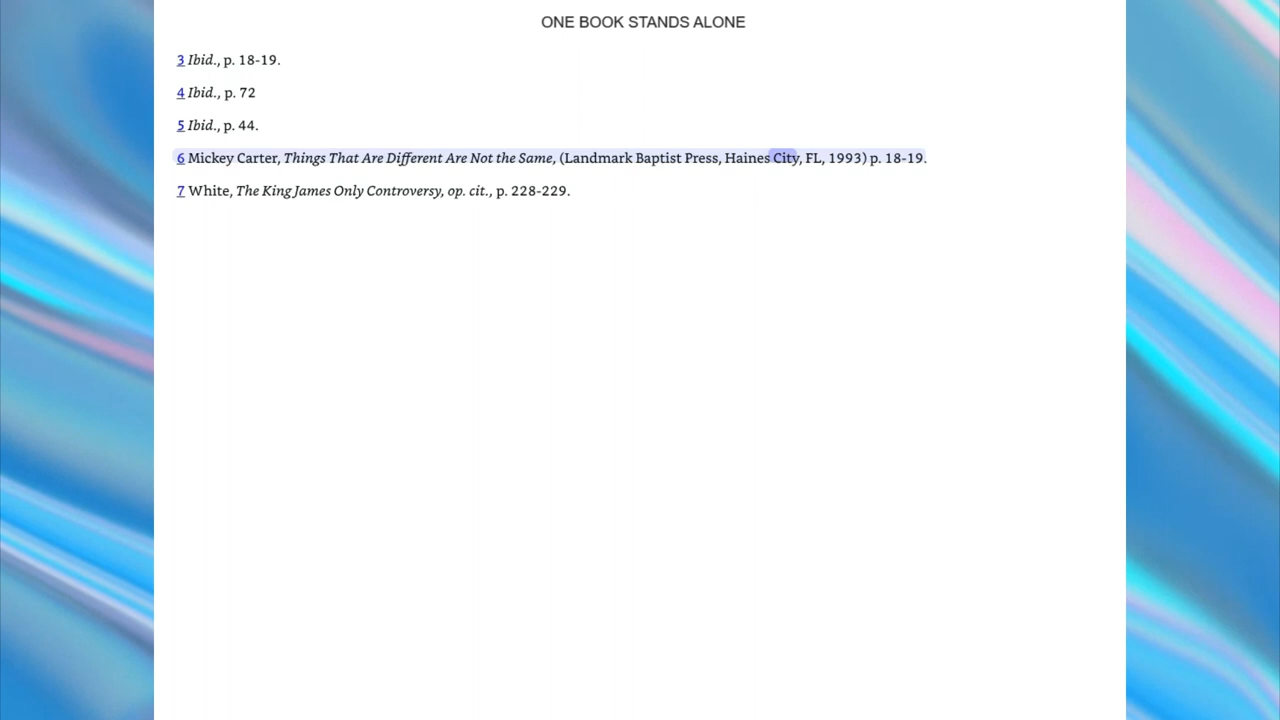 ONE BOOK STANDS ALONE
3 Ibid., p. 18-19.
4 Ibid., p. 72
5 Ibid., p. 44.
6 Mickey Carter, Things That Are Different Are Not the Same, (Landmark Baptist Press, Haines City, FL, 1993) p. 18-19.
7 White, The King James Only Controversy, op. cit., p. 228-229.